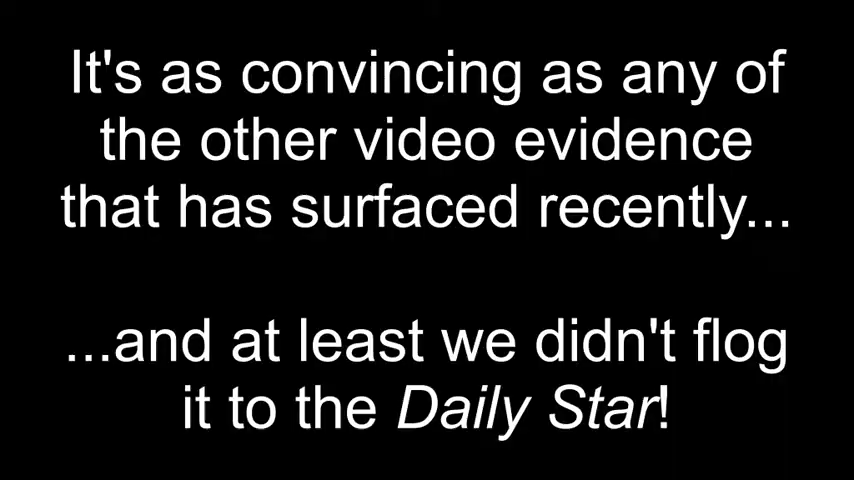 It's as convincing as any of
the other video evidence
that has surfaced recently...
...and at least we didn't flog
it to the Daily Star!